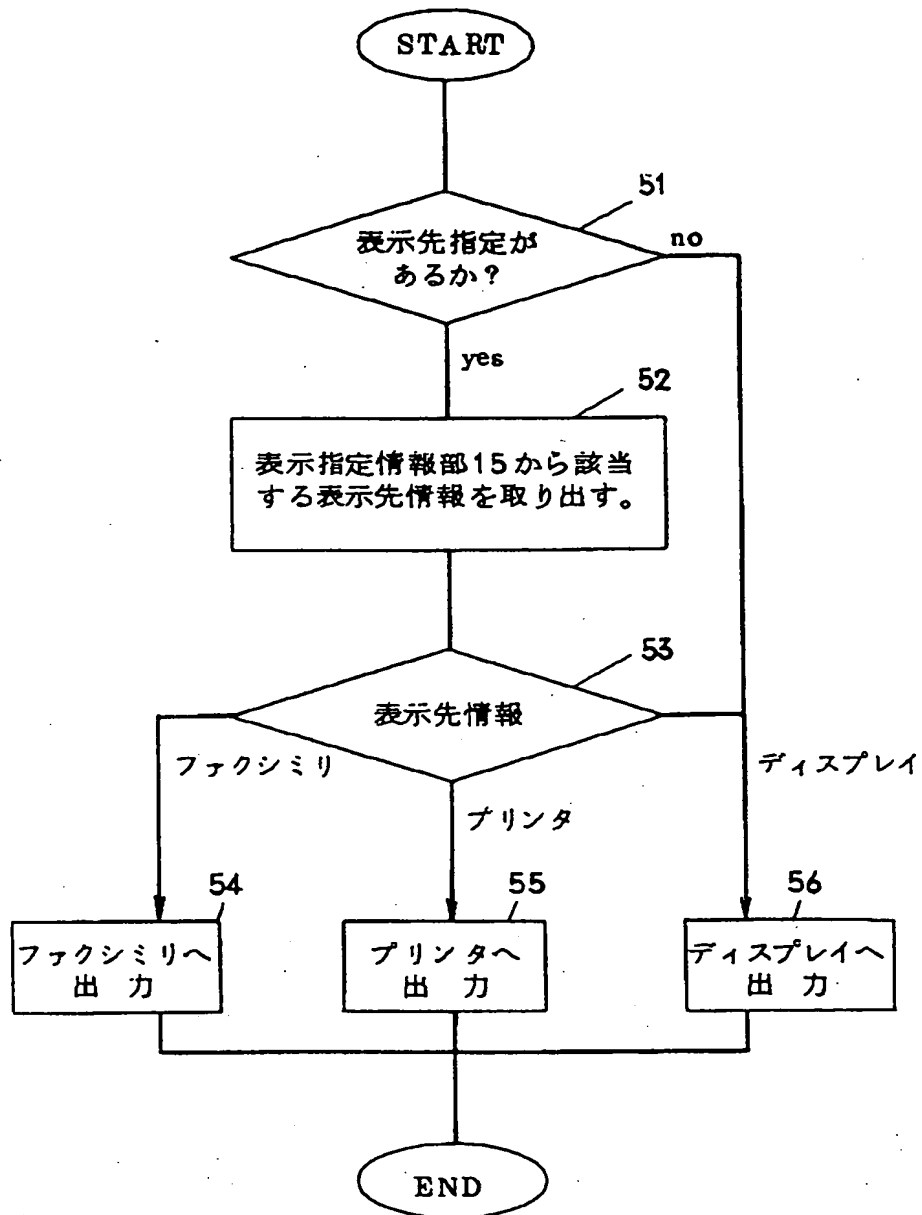 START
51
表示先指定が
あるか?
no
yes
52
表示指定情報部15から該当
する表示先情報を取り出す。
53
表示先情報
ファクシミリ
プリンタ
ディスプレイ
54
ファクシミリへ
出力
55
プリンタへ
出力
56
ディスプレイへ
出力
END